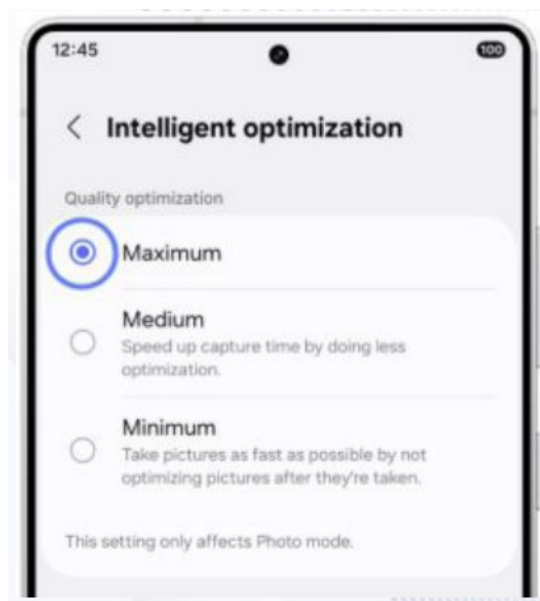 12:45
100
Intelligent optimization
Quality optimization
Maximum
Medium
Speed up capture time by doing less
optimization.
Minimum
Take pictures as fast as possible by not
optimizing pictures after they're taken.
This setting only affects Photo mode.